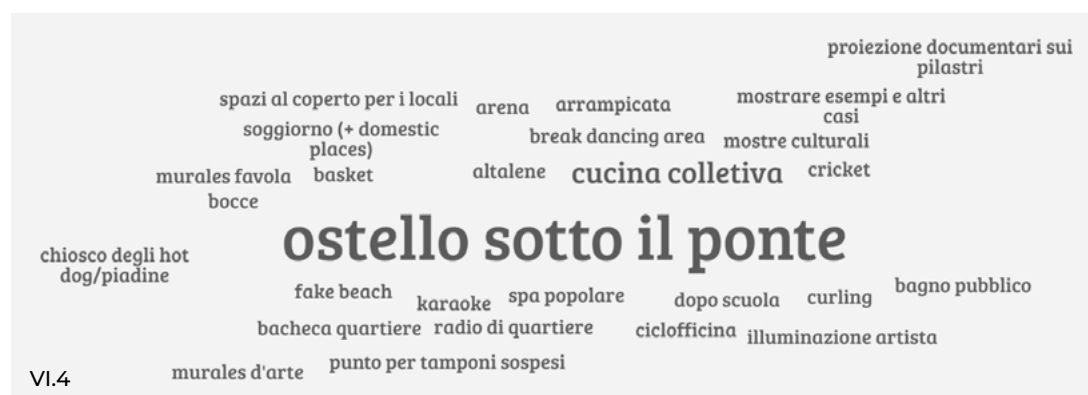 proiezione documentari sui
pilastri
spazi al coperto per i locali
arena
arrampicata
mostrare esempi e altri
casi
soggiorno (+ domestic
places)
break dancing area
mostre culturali
murales favola
basket
altalene
cucina colletiva
cricket
bocce
ostello sotto il ponte
chiosco degli hot
dog/piadine
fake beach
karaoke
spa popolare
dopo scuola
curling
bagno pubblico
bacheca quartiere
radio di quartiere
ciclofficina
illuminazione artista
murales d'arte
punto per tamponi sospesi
VI.4